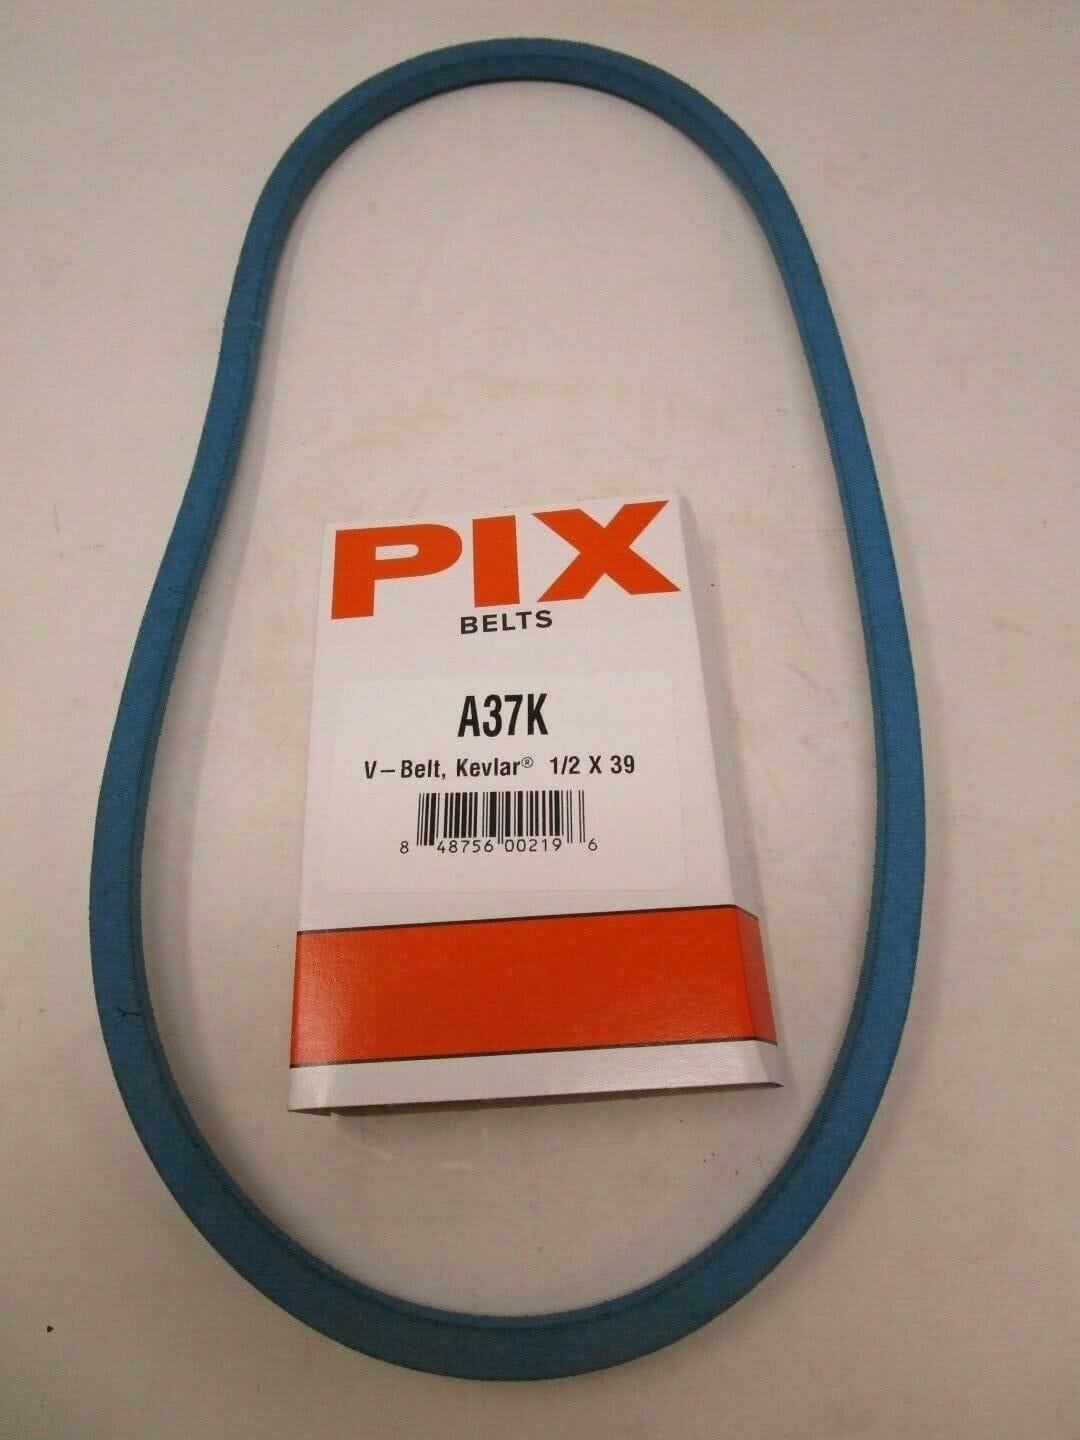 PIX
BELTS
A37K
V-Belt, Kevlar® 1/2 X 39
8 48756 00219 6